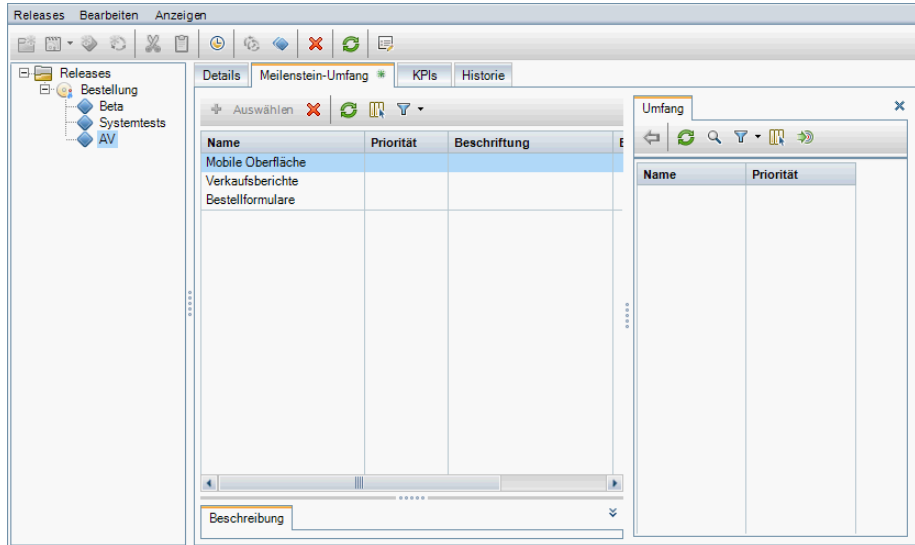 Releases Bearbeiten Anzeigen
Releases
Bestellung
Beta
Systemtests
AV
Details Meilenstein-Umfang * KPIs Historie
Auswählen
Name Priorität Beschriftung
Mobile Oberfläche
Verkaufsberichte
Bestellformulare
Beschreibung
Umfang
Name Priorität